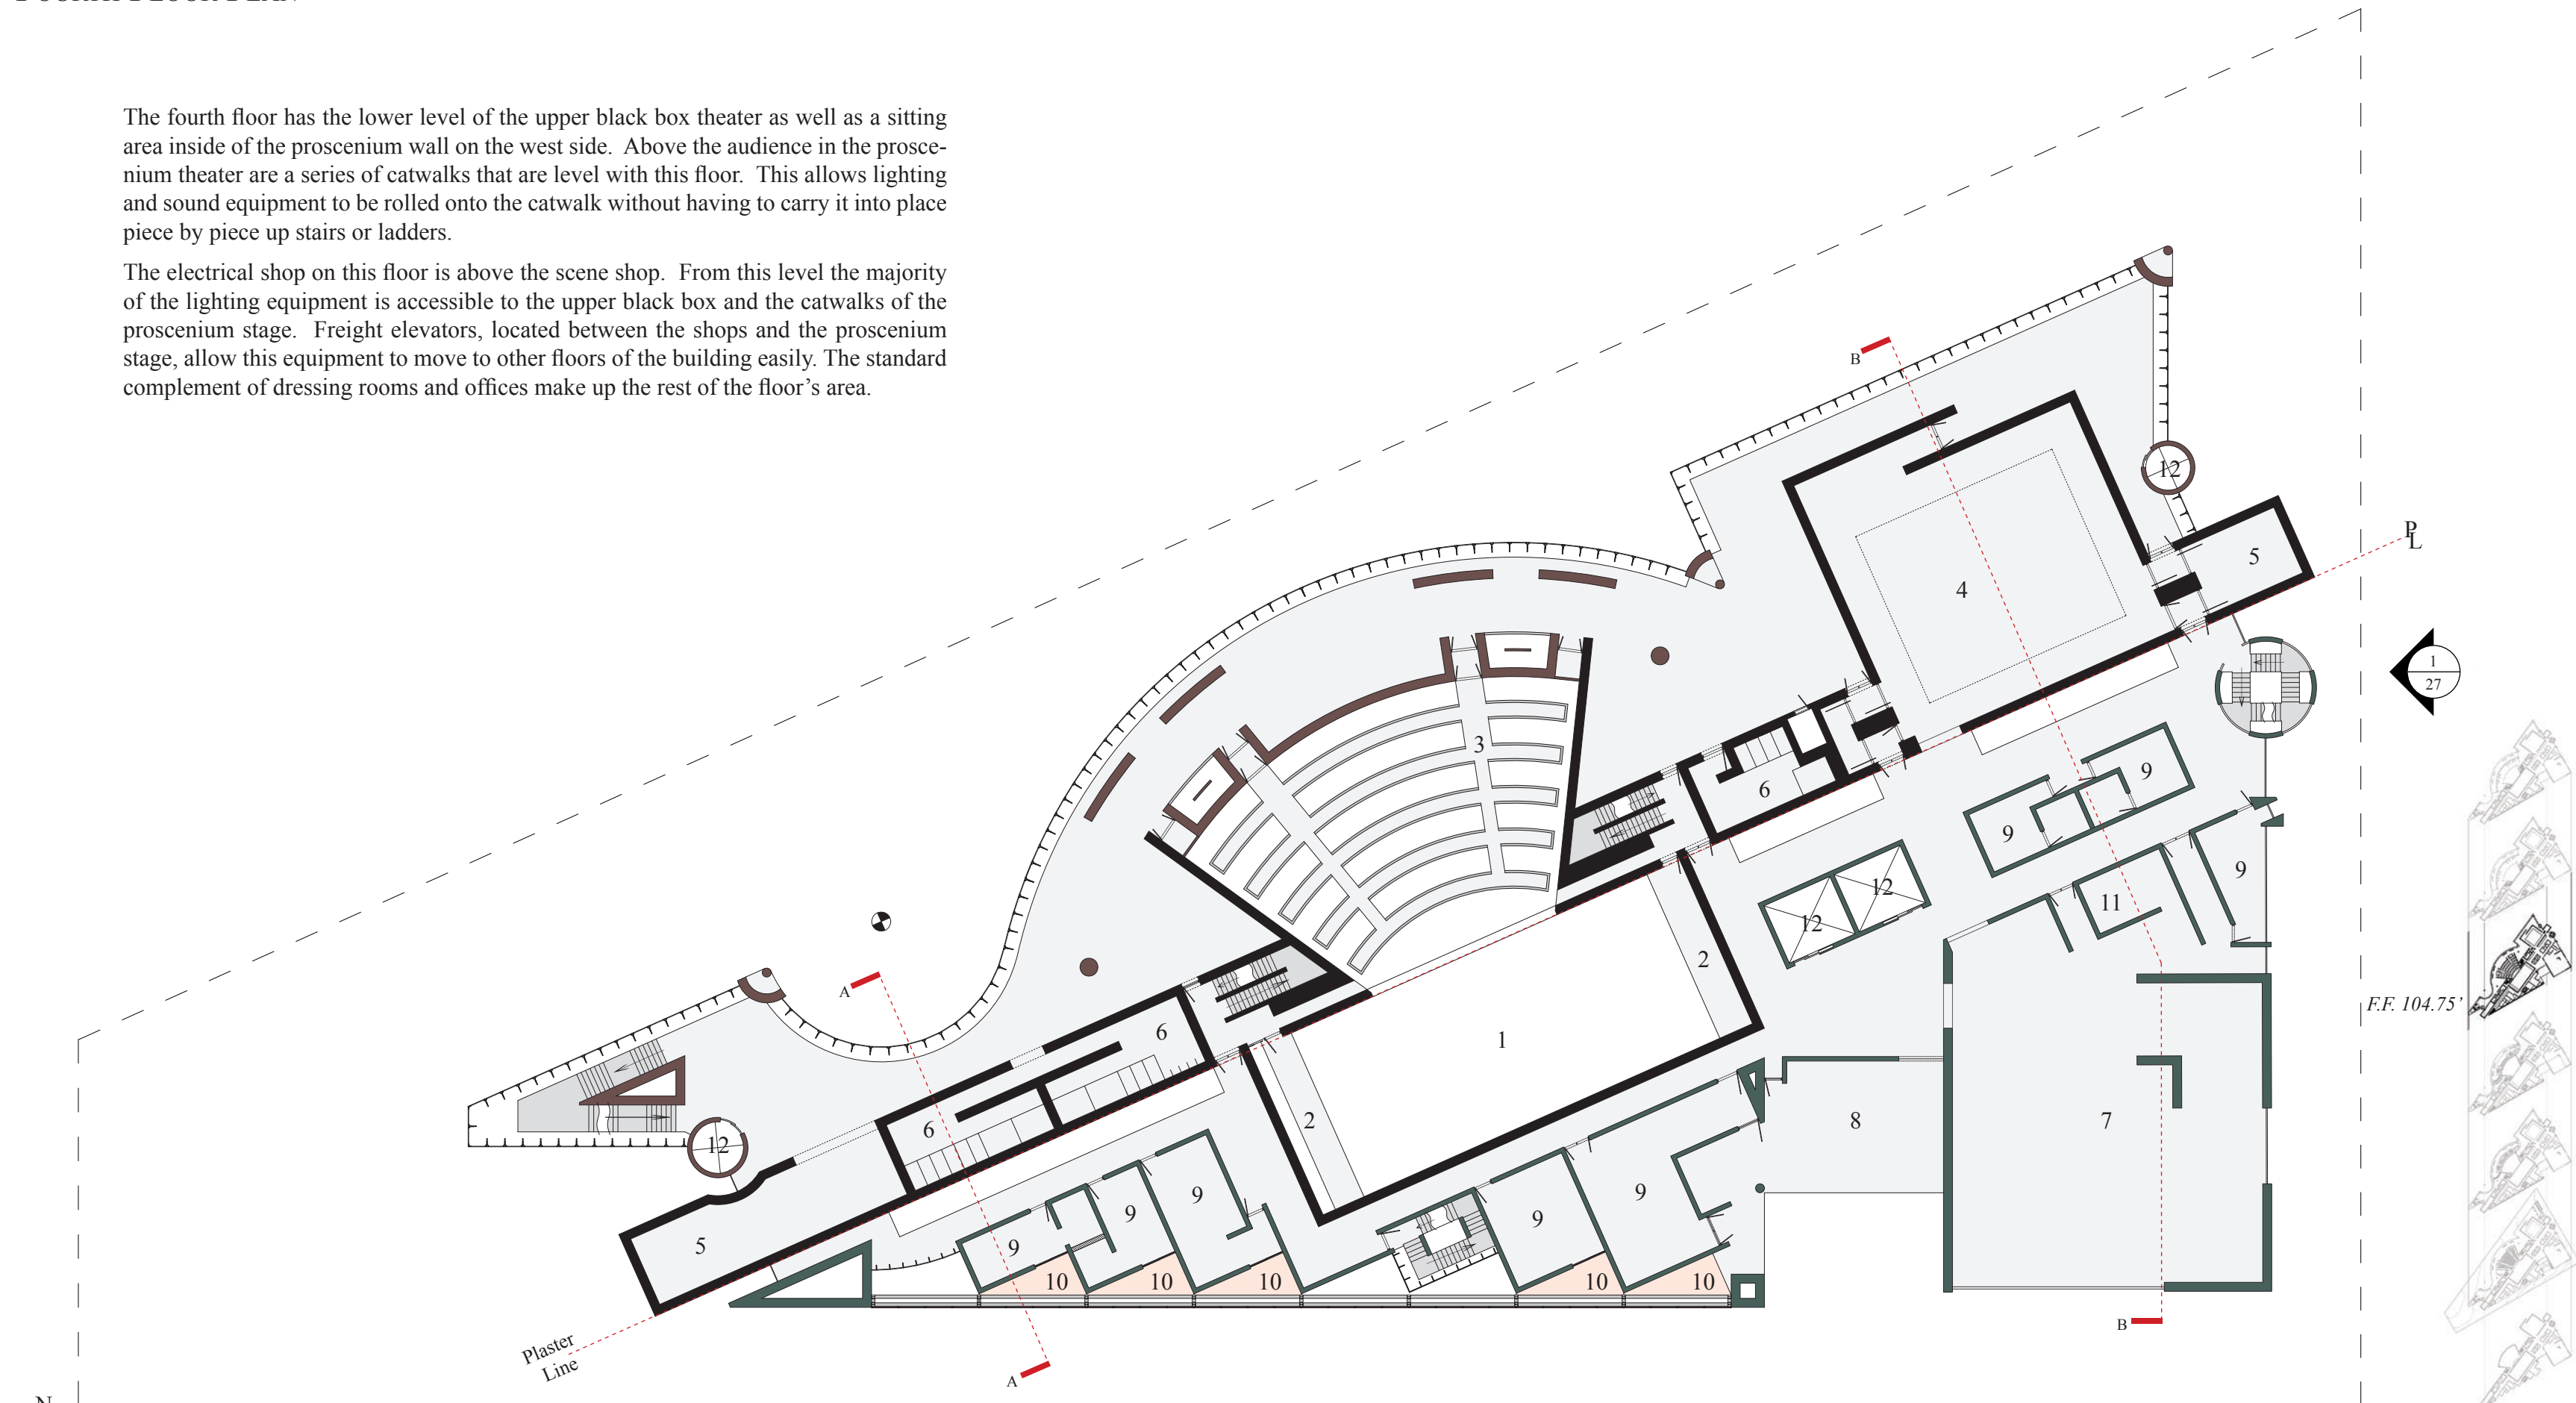 The fourth floor has the lower level of the upper black box theater as well as a sitting
area inside of the proscenium wall on the west side.  Above the audience in the prosce-
nium theater are a series of catwalks that are level with this floor.  This allows lighting
and sound equipment to be rolled onto the catwalk without having to carry it into place
piece by piece up stairs or ladders.
The electrical shop on this floor is above the scene shop.  From this level the majority
of the lighting equipment is accessible to the upper black box and the catwalks of the
proscenium stage.  Freight elevators, located between the shops and the proscenium
stage, allow this equipment to move to other floors of the building easily. The standard
complement of dressing rooms and offices make up the rest of the floor's area.
B
12
P
L
5
4
1
27
3
6
9
9
9
12
12
11
2
A
F.F. 104.75'
6
1
2
6
8
7
12
9
9
9
9
9
5
10
10
10
10
10
B
Plaster
Line
A
N